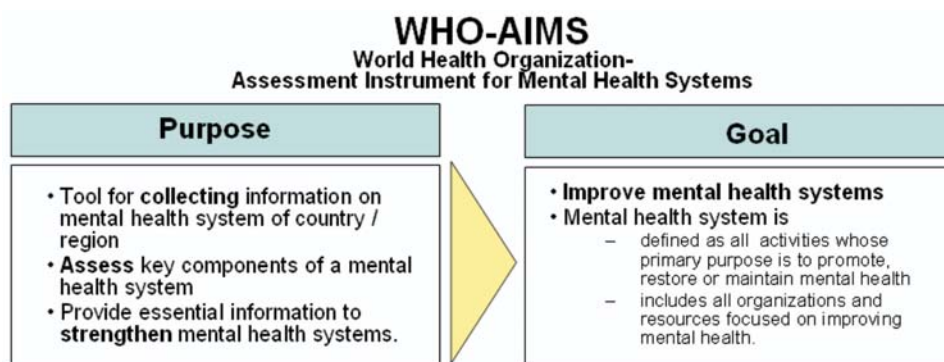 WHO-AIMS
World Health Organization-
Assessment Instrument for Mental Health Systems
Purpose
• Tool for collecting information on
mental health system of country /
region
• Assess key components of a mental
health system
• Provide essential information to
strengthen mental health systems.
Goal
• Improve mental health systems
• Mental health system is
– defined as all activities whose
primary purpose is to promote,
restore or maintain mental health
– includes all organizations and
resources focused on improving
mental health.